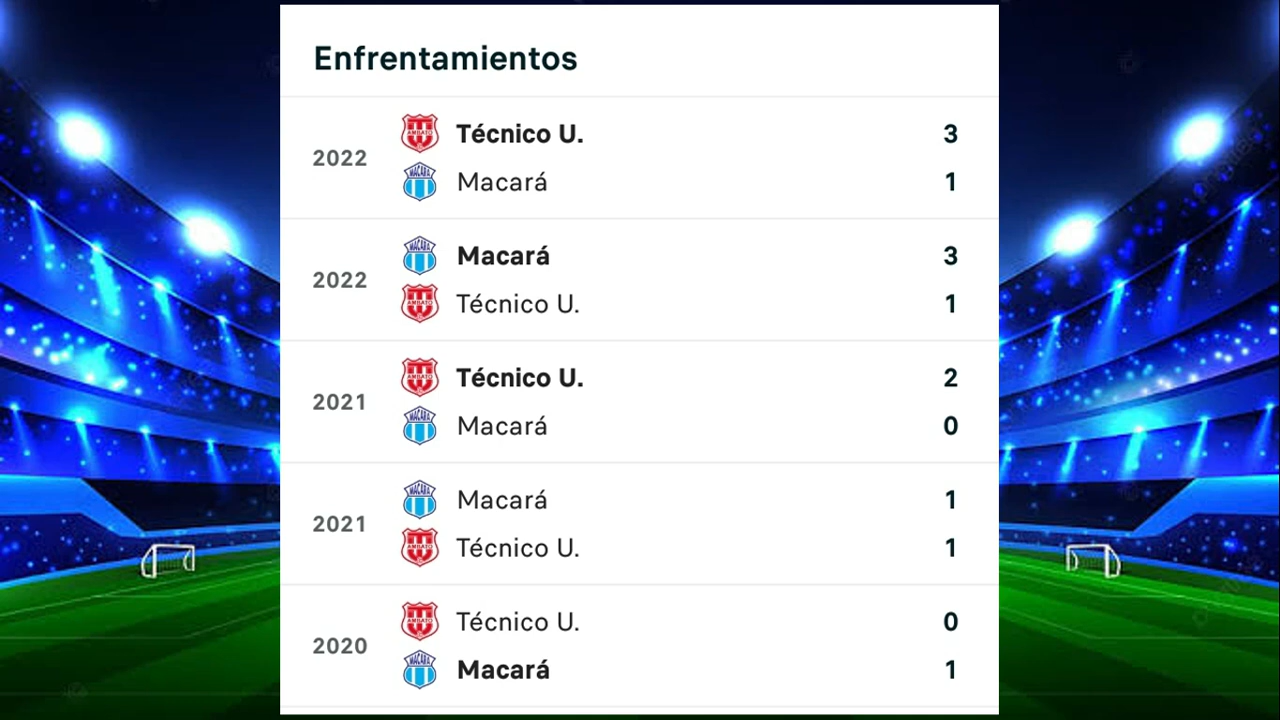 Enfrentamientos
2022
Técnico U. 3
Macará 1
2022
Macará 3
Técnico U. 1
2021
Técnico U. 2
Macará 0
2021
Macará 1
Técnico U. 1
2020
Técnico U. 0
Macará 1